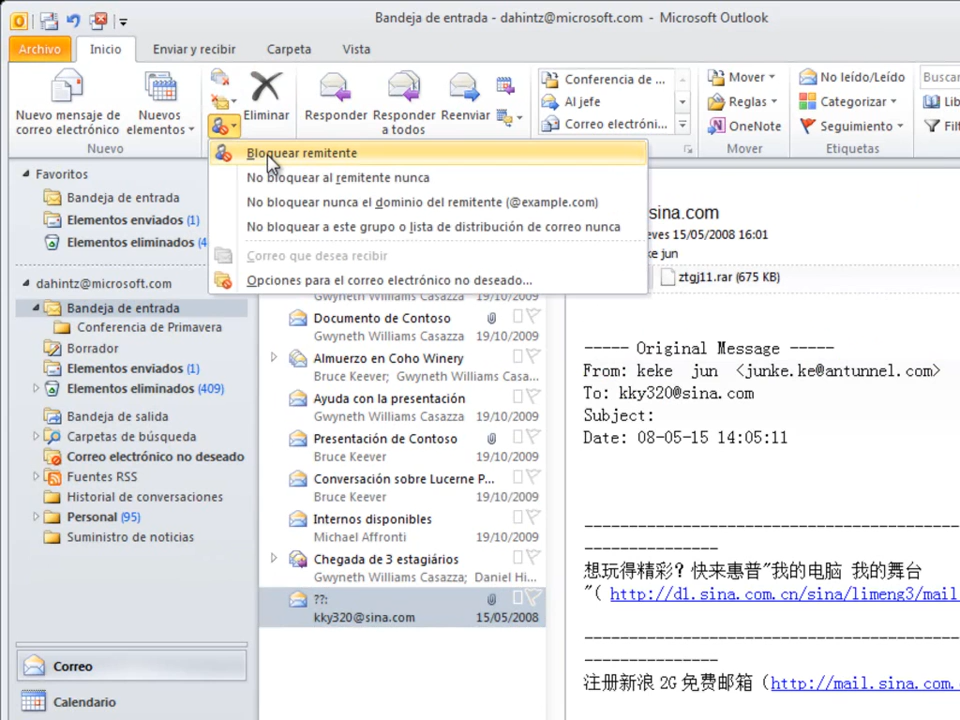 Bandeja de entrada - dahintz@microsoft.com - Microsoft Outlook
Archivo Inicio Enviar y recibir Carpeta Vista
Nuevo mensaje de correo electrónico
Nuevos elementos
Nuevo
Eliminar
Responder
Responder a todos
Reenviar
Conferencia de ...
Al jefe
Correo electróni...
Mover
Reglas
OneNote
Mover
No leído/Leído
Categorizar
Seguimiento
Etiquetas
Buscar
Lib
Filt
Bloquear remitente
No bloquear al remitente nunca
No bloquear nunca el dominio del remitente (@example.com)
No bloquear a este grupo o lista de distribución de correo nunca
Correo que desea recibir
Opciones para el correo electrónico no deseado...
Favoritos
Bandeja de entrada
Elementos enviados (1)
Elementos eliminados (4
dahintz@microsoft.com
Bandeja de entrada
Conferencia de Primavera
Borrador
Elementos enviados (1)
Elementos eliminados (409)
Bandeja de salida
Carpetas de búsqueda
Correo electrónico no deseado
Fuentes RSS
Historial de conversaciones
Personal (95)
Suministro de noticias
Correo
Calendario
Gwyneth Williams Casazza 19/10/2009
Documento de Contoso
Gwyneth Williams Casazza 19/10/2009
Almuerzo en Coho Winery
Bruce Keever; Gwyneth Williams Casa...
Ayuda con la presentación
Gwyneth Williams Casazza 19/10/2009
Presentación de Contoso
Bruce Keever 19/10/2009
Conversación sobre Lucerne P...
Bruce Keever 19/10/2009
Internos disponibles
Michael Affronti 19/10/2009
Chegada de 3 estagiários
Gwyneth Williams Casazza; Daniel Hi...
??:
kky320@sina.com 15/05/2008
sina.com
eves 15/05/2008 16:01
ke jun
ztgj11.rar (675 KB)
----- Original Message -----
From: keke jun <junke.ke@antunnel.com>
To: kky320@sina.com
Subject:
Date: 08-05-15 14:05:11
想玩得精彩？快来惠普"我的电脑 我的舞台
"( http://d1.sina.com.cn/sina/limeng3/mail
注册新浪 2G 免费邮箱（http://mail.sina.com.